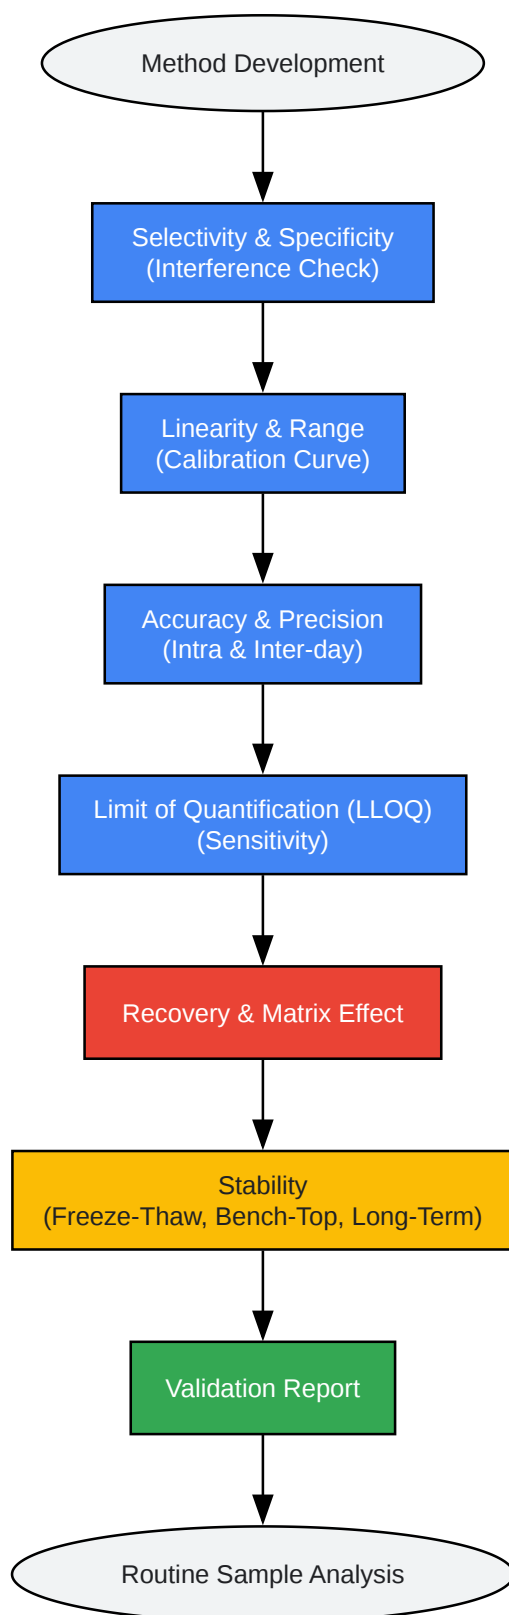 Method Development
Selectivity & Specificity
(Interference Check)
Linearity & Range
(Calibration Curve)
Accuracy & Precision
(Intra & Inter-day)
Limit of Quantification (LLOQ)
(Sensitivity)
Recovery & Matrix Effect
Stability
(Freeze-Thaw, Bench-Top, Long-Term)
Validation Report
Routine Sample Analysis